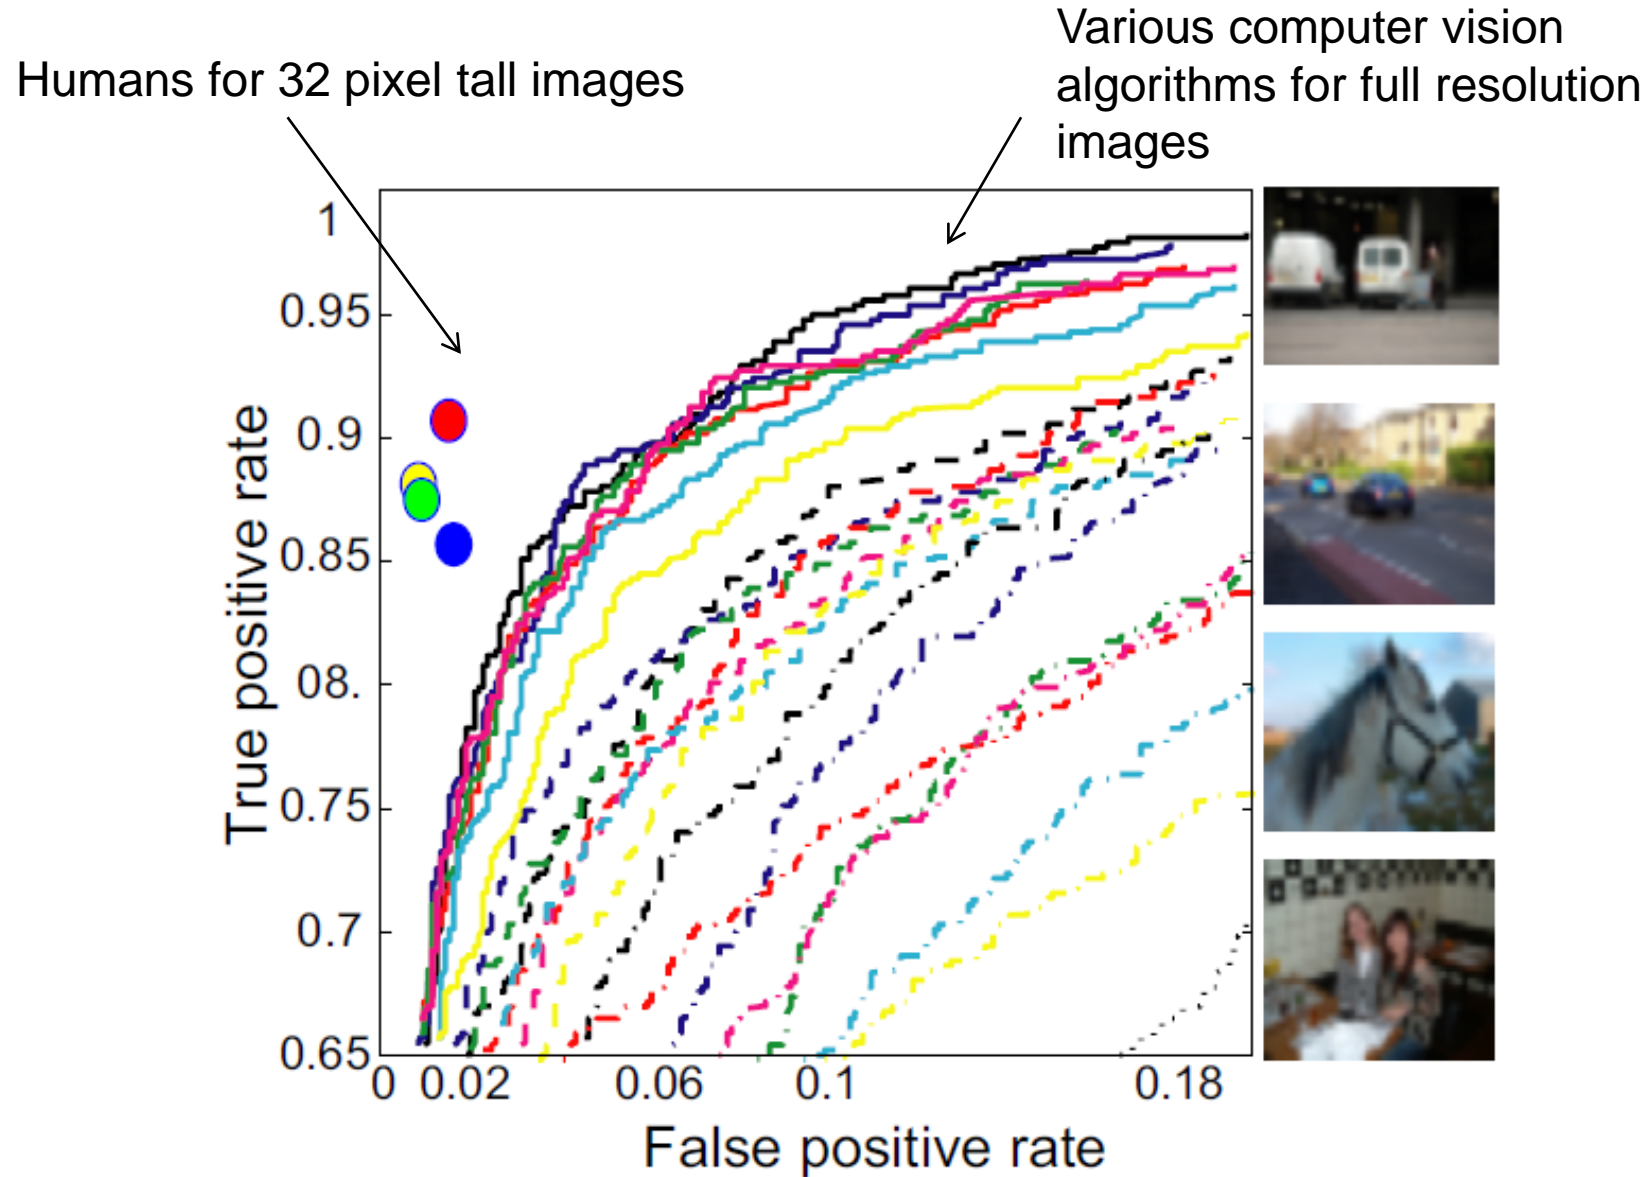 Various computer vision
algorithms for full resolution
images
Humans for 32 pixel tall images
1
0.95
0.9
0.85
08.
0.75
0.7
0.65
0 0.02 0.06 0.1 0.18
True positive rate
False positive rate